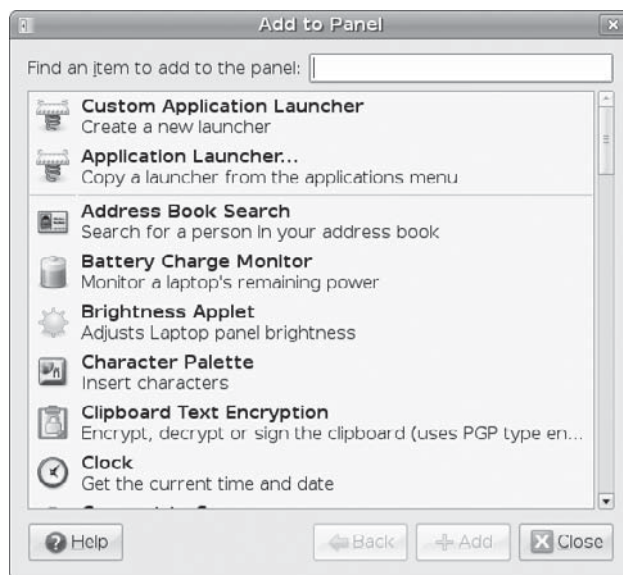 Add to Panel
Find an item to add to the panel:
Custom Application Launcher
Create a new launcher
Application Launcher...
Copy a launcher from the applications menu
Address Book Search
Search for a person in your address book
Battery Charge Monitor
Monitor a laptop's remaining power
Brightness Applet
Adjusts Laptop panel brightness
Character Palette
Insert characters
Clipboard Text Encryption
Encrypt, decrypt or sign the clipboard (uses PGP type en...
Clock
Get the current time and date
Help
Back
Add
Close